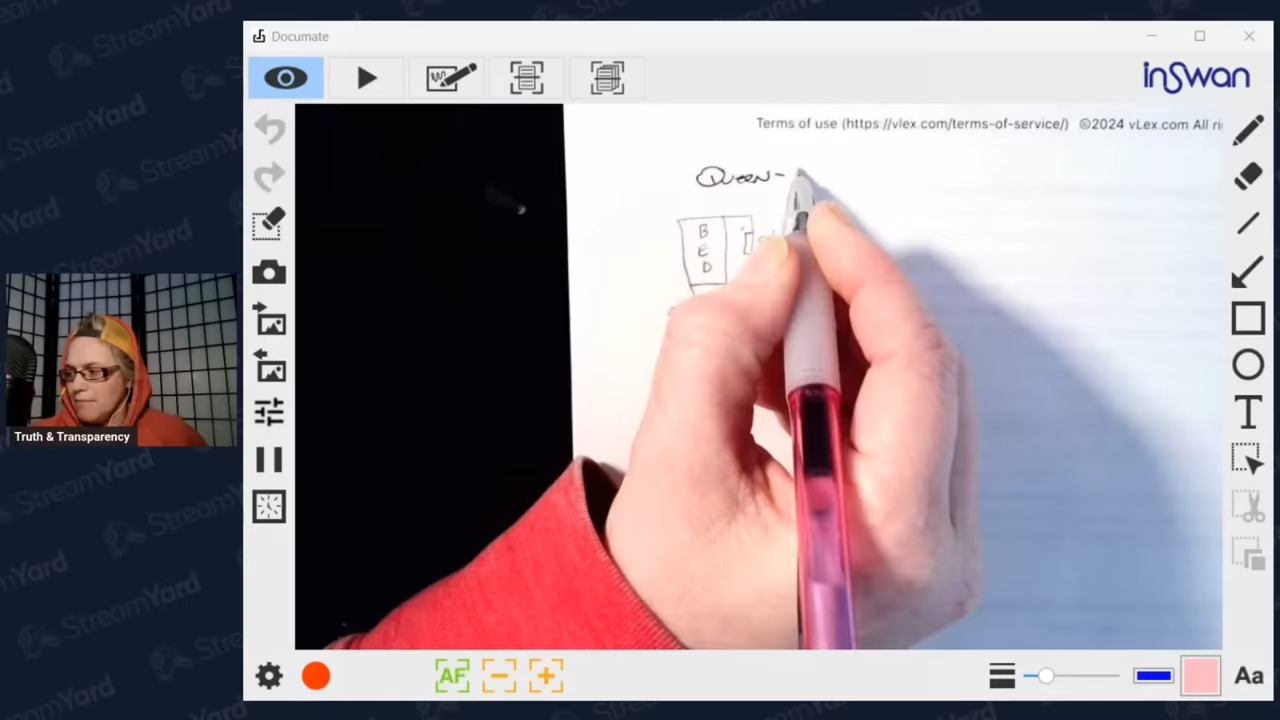 StreamYard
Documate
inSwan
Terms of use (https://vlex.com/terms-of-service/) ©2024 vLex.com All ri
Queen-
B
E
D
Truth & Transparency
AF
T
Aa